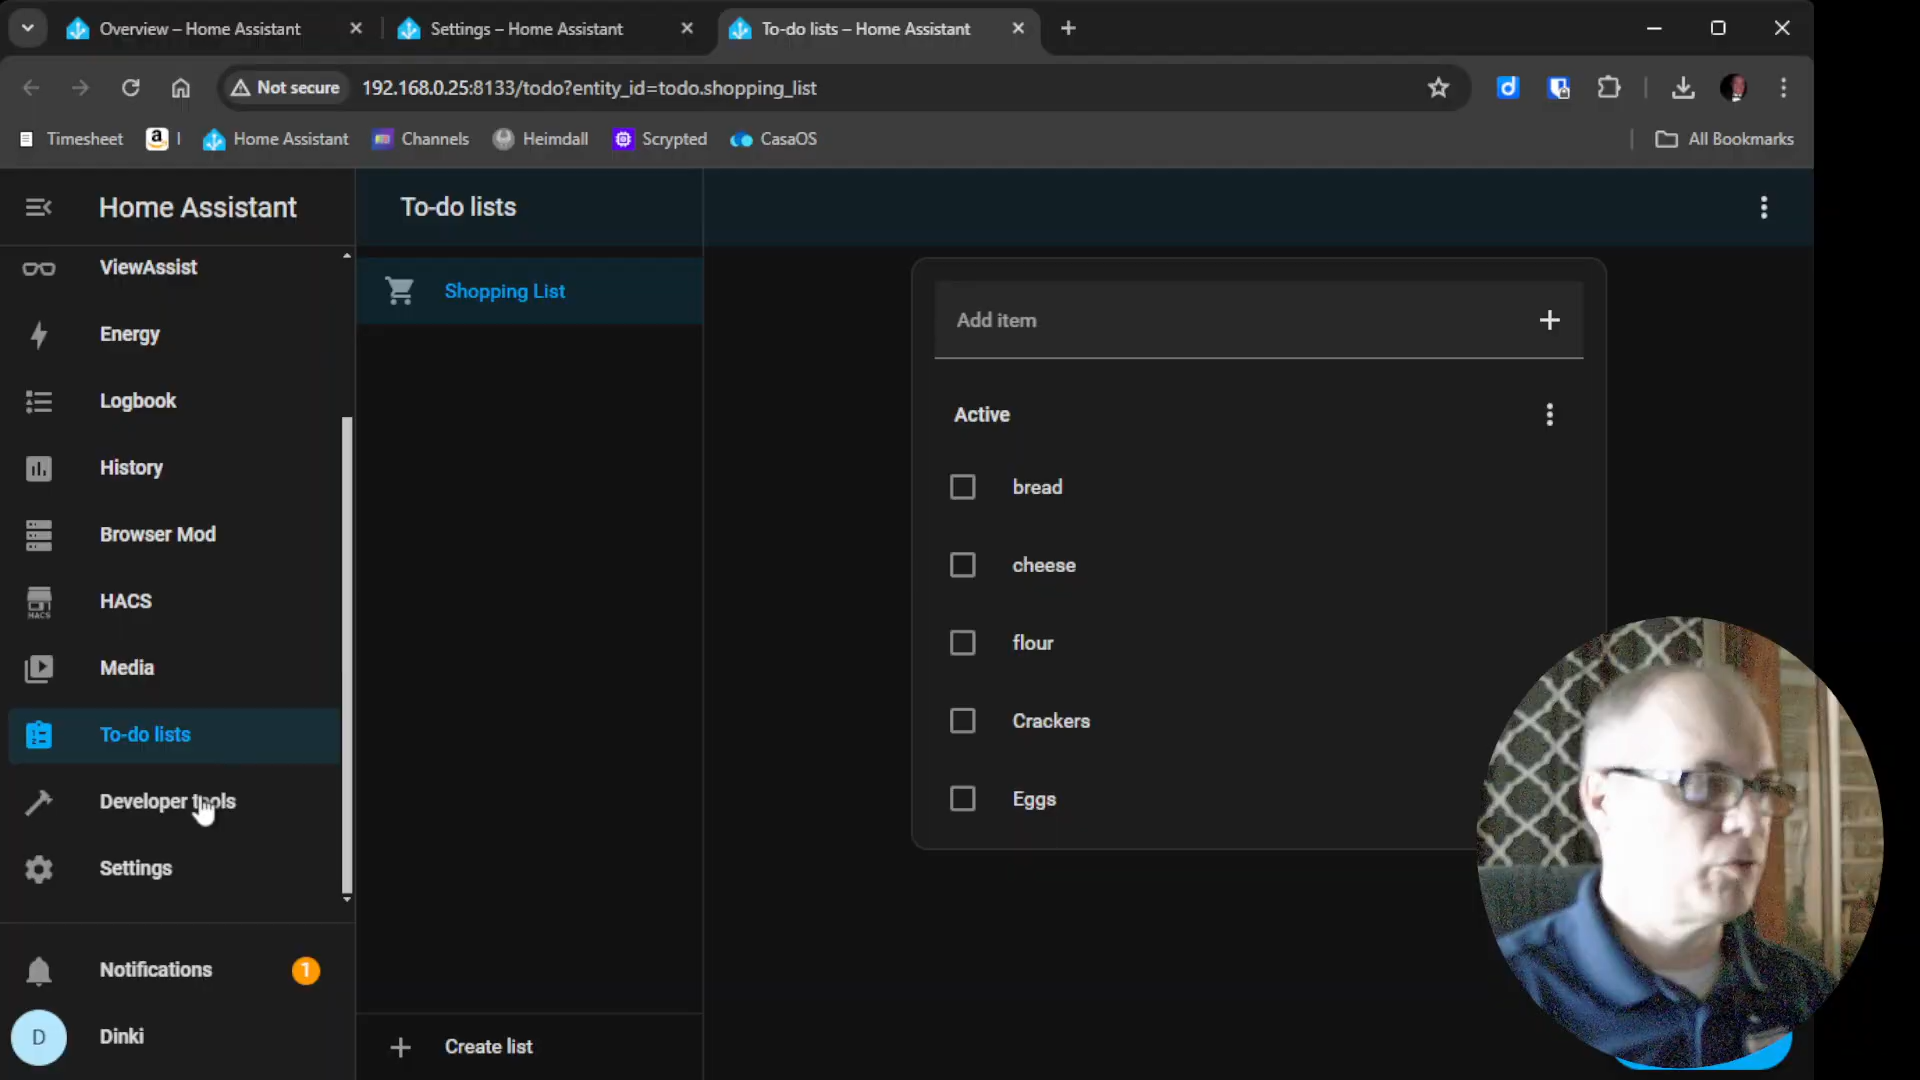 Overview – Home Assistant
Settings – Home Assistant
To-do lists – Home Assistant
Not secure
192.168.0.25:8133/todo?entity_id=todo.shopping_list
Timesheet
a
I
Home Assistant
Channels
Heimdall
Scrypted
CasaOS
All Bookmarks
Home Assistant
To-do lists
ViewAssist
Energy
Logbook
History
Browser Mod
HACS
HACS
Media
To-do lists
Developer tools
Settings
Notifications
1
D
Dinki
Shopping List
Create list
Add item
Active
bread
cheese
flour
Crackers
Eggs